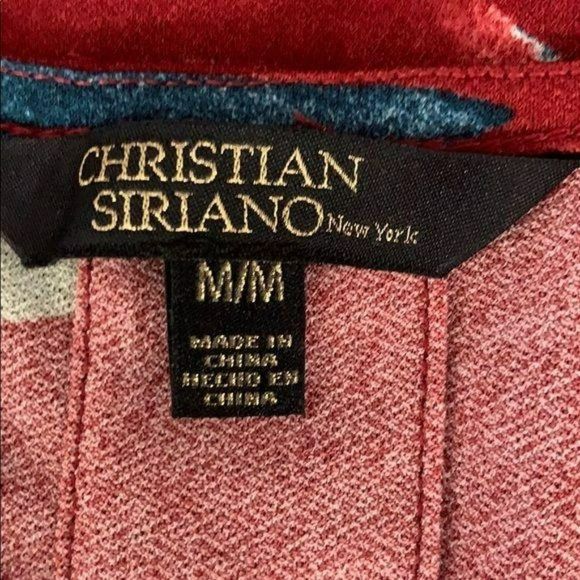 CHRISTIAN
SIRIANO New York
M/M
MADE IN
CHINA
HECHO EN
CHINA